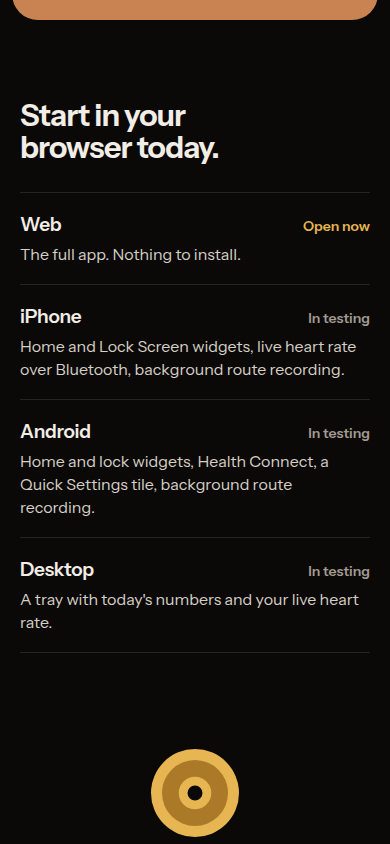 Start in your
browser today.
Web
Open now
The full app. Nothing to install.
iPhone
In testing
Home and Lock Screen widgets, live heart rate
over Bluetooth, background route recording.
Android
In testing
Home and lock widgets, Health Connect, a
Quick Settings tile, background route
recording.
Desktop
In testing
A tray with today's numbers and your live heart
rate.